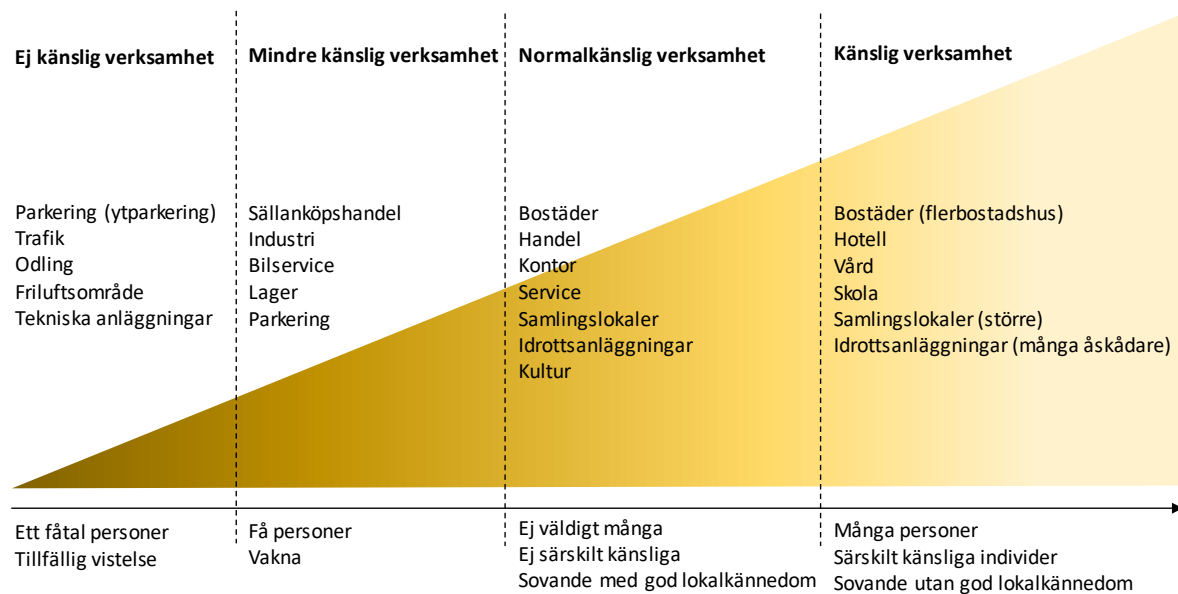 Ej känslig verksamhet
Mindre känslig verksamhet
Normalkänslig verksamhet
Känslig verksamhet
Parkering (ytparkering)
Trafik
Odling
Friluftsområde
Tekniska anläggningar
Sällanköpshandel
Industri
Bilservice
Lager
Parkering
Bostäder
Handel
Kontor
Service
Samlingslokaler
Idrottsanläggningar
Kultur
Bostäder (flerbostadshus)
Hotell
Vård
Skola
Samlingslokaler (större)
Idrottsanläggningar (många åskådare)
Ett fåtal personer
Tillfällig vistelse
Få personer
Vakna
Ej väldigt många
Ej särskilt känsliga
Sovande med god lokalkännedom
Många personer
Särskilt känsliga individer
Sovande utan god lokalkännedom